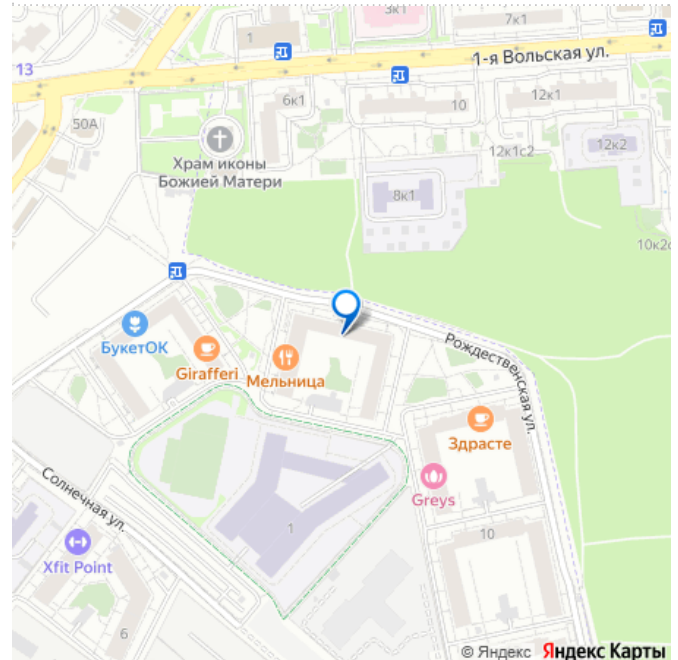 3к1
7к1
1
1-я Вольская ул.
13
6к1
10
12к1
50А
Храм иконы
Божией Матери
12к1с2
12к2
8к1
БукетОК
Girafferi
Мельница
Рождественская ул.
Здрасте
Greys
Солнечная ул.
1
10
Xfit Point
6
© Яндекс Яндекс Карты